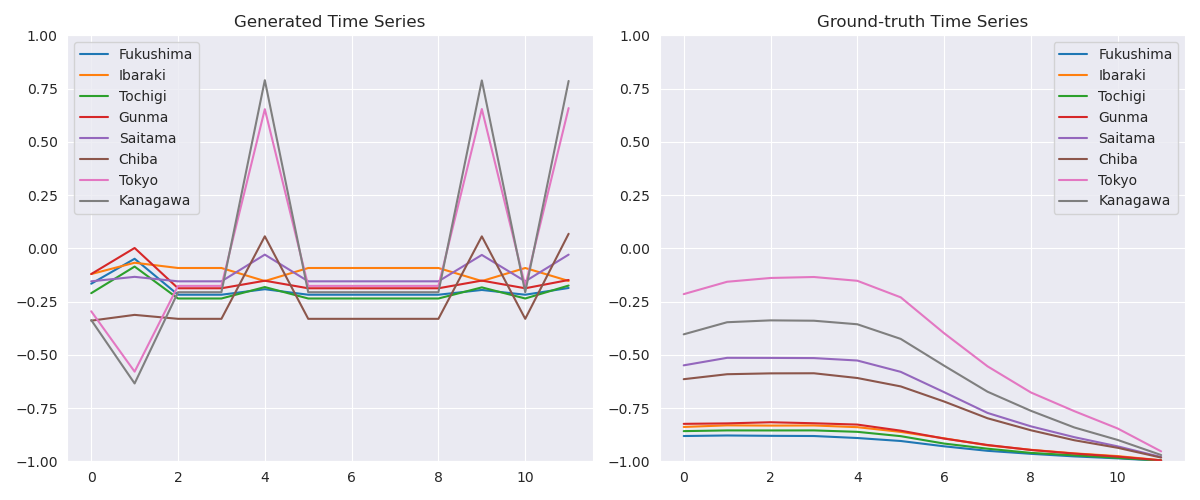 Generated Time Series
1.00
0.75
0.50
0.25
0.00
−0.25
−0.50
−0.75
−1.00
0 2 4 6 8 10
Fukushima
Ibaraki
Tochigi
Gunma
Saitama
Chiba
Tokyo
Kanagawa
Ground-truth Time Series
1.00
0.75
0.50
0.25
0.00
−0.25
−0.50
−0.75
−1.00
0 2 4 6 8 10
Fukushima
Ibaraki
Tochigi
Gunma
Saitama
Chiba
Tokyo
Kanagawa